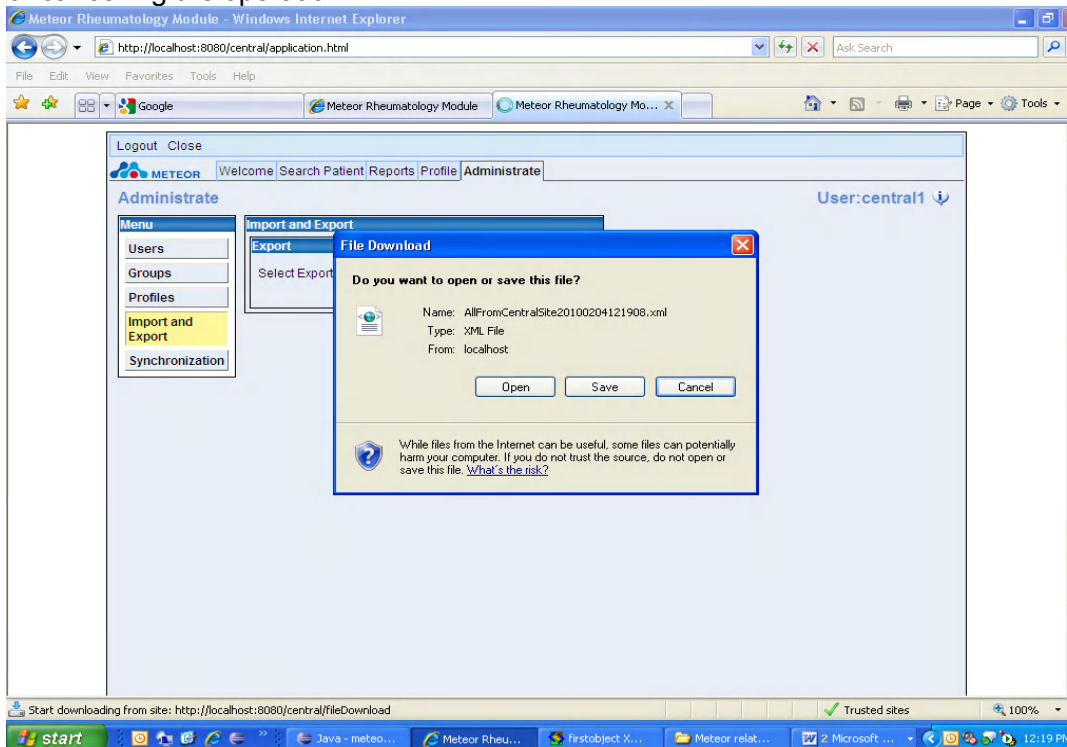 Meteor Rheumatology Module - Windows Internet Explorer
http://localhost:8080/central/application.html
Ask Search
File Edit View Favorites Tools Help
Google
Meteor Rheumatology Module
Meteor Rheumatology Mo...
Page
Tools
Logout Close
METEOR
Welcome Search Patient Reports Profile Administrate
Administrate
User:central1
Menu
Users
Groups
Profiles
Import and
Export
Synchronization
Import and Export
Export
Select Export
File Download
Do you want to open or save this file?
Name: AllFromCentralSite20100204121908.xml
Type: XML File
From: localhost
Open Save Cancel
While files from the Internet can be useful, some files can potentially
harm your computer. If you do not trust the source, do not open or
save this file. What's the risk?
Start downloading from site: http://localhost:8080/central/fileDownload
Trusted sites
100%
start
Java - meteo...
Meteor Rheu...
firstobject X...
Meteor relat...
2 Microsoft ...
12:19 PM